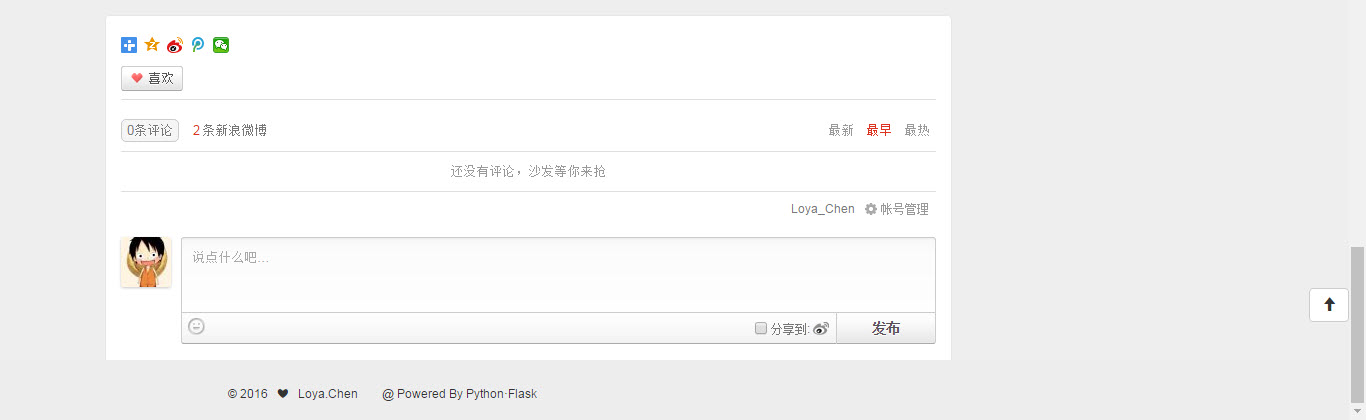 喜欢
0条评论 2条新浪微博 最新 最早 最热
还没有评论，沙发等你来抢
Loya_Chen 帐号管理
说点什么吧...
分享到: 发布
© 2016 Loya.Chen @ Powered By Python·Flask